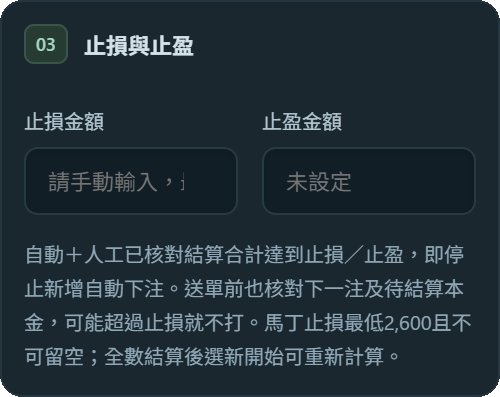 03 止損與止盈
止損金額 止盈金額
請手動輸入， 未設定
自動＋人工已核對結算合計達到止損／止盈，即停
止新增自動下注。送單前也核對下一注及待結算本
金，可能超過止損就不打。馬丁止損最低2,600且不
可留空；全數結算後選新開始可重新計算。